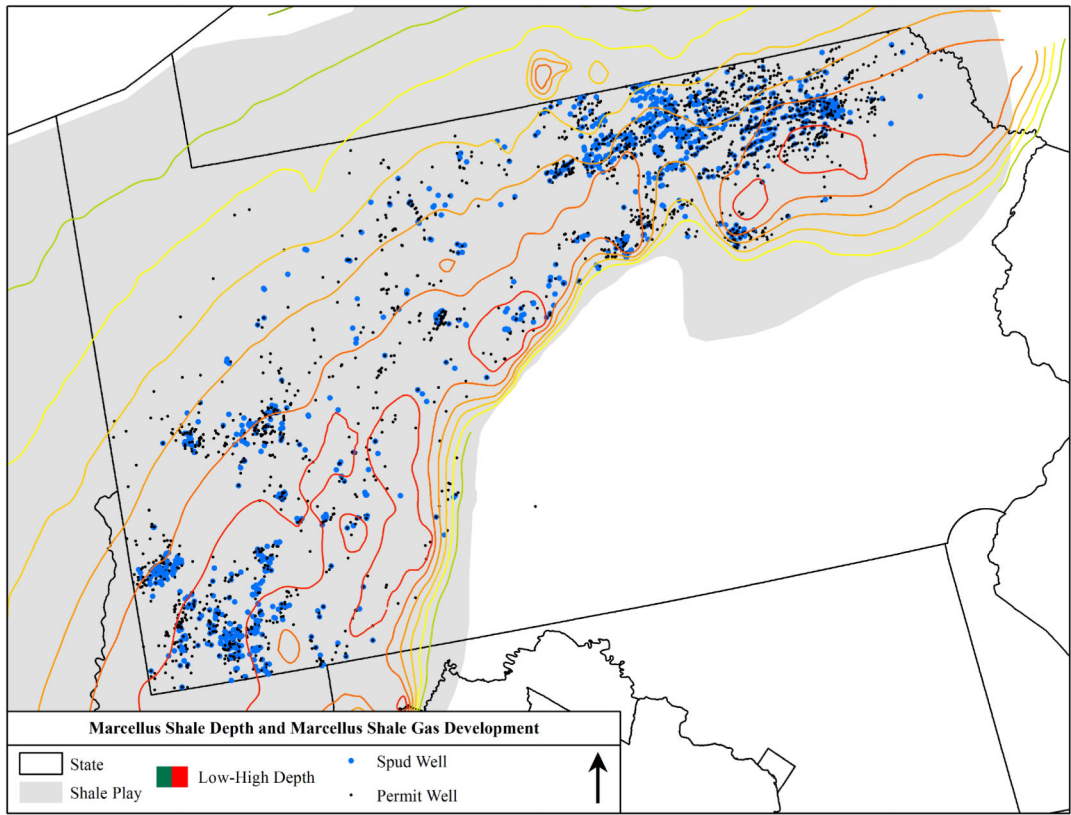 Marcellus Shale Depth and Marcellus Shale Gas Development
State
Shale Play
Low-High Depth
Spud Well
Permit Well